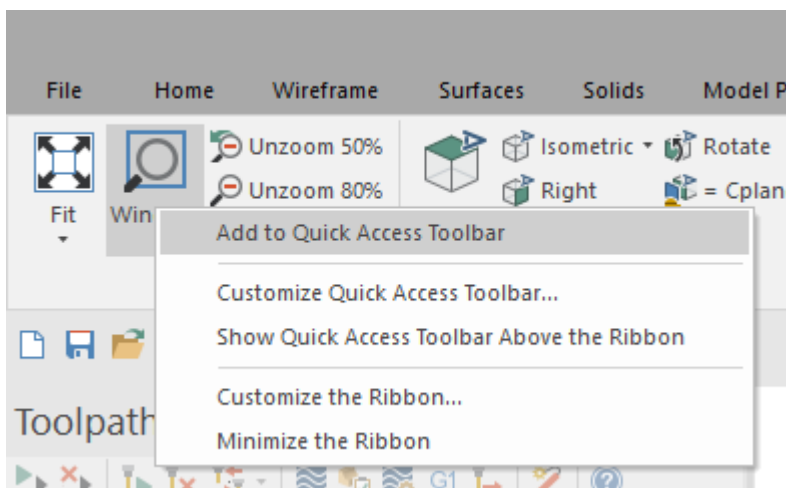 File Home Wireframe Surfaces Solids Model P
Unzoom 50% Isometric Rotate
Unzoom 80% Right = Cplan
Fit Win
Add to Quick Access Toolbar
Customize Quick Access Toolbar...
Show Quick Access Toolbar Above the Ribbon
Customize the Ribbon...
Toolpath
Minimize the Ribbon
G1